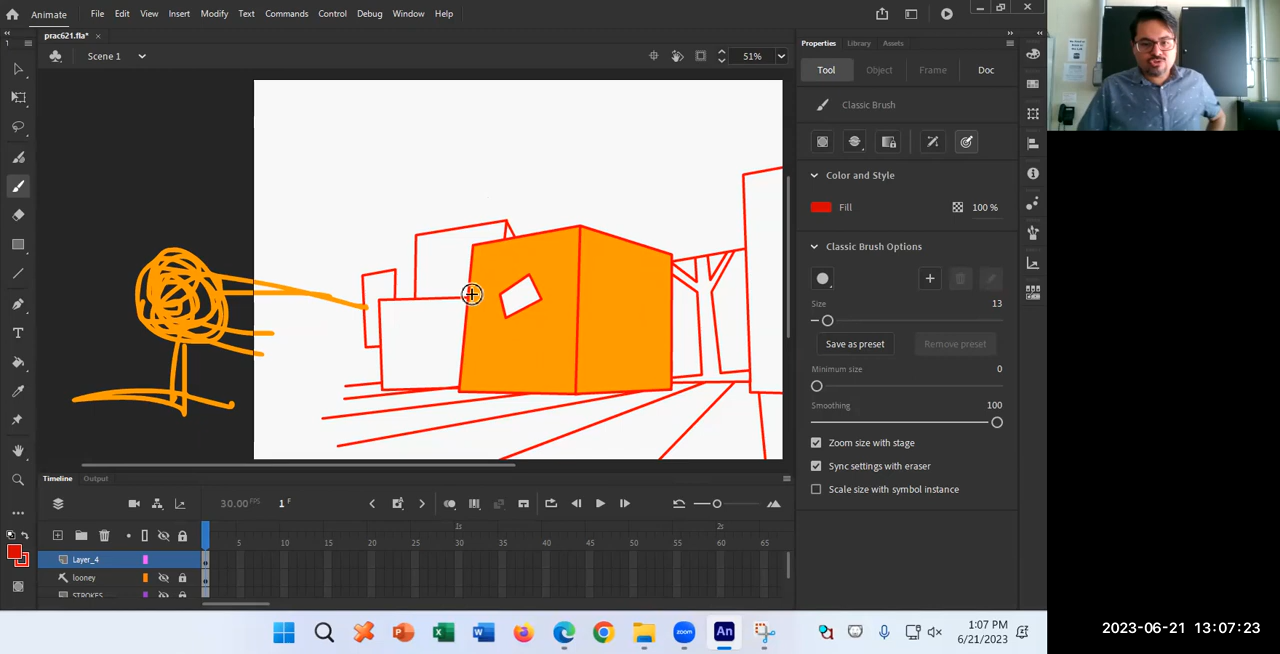 Animate File Edit View Insert Modify Text Commands Control Debug Window Help
prac621.fla* ×
Scene 1 51%
Properties Library Assets
Tool Object Frame Doc
Classic Brush
Color and Style
Fill 100 %
Classic Brush Options
Size 13
Save as preset Remove preset
Minimum size 0
Smoothing 100
Zoom size with stage
Sync settings with eraser
Scale size with symbol instance
Timeline Output
30.00 FPS 1 F
1s 2s
5 10 15 20 25 30 35 40 45 50 55 60 65
Layer_4
looney
STROKES
1:07 PM
6/21/2023
2023-06-21 13:07:23